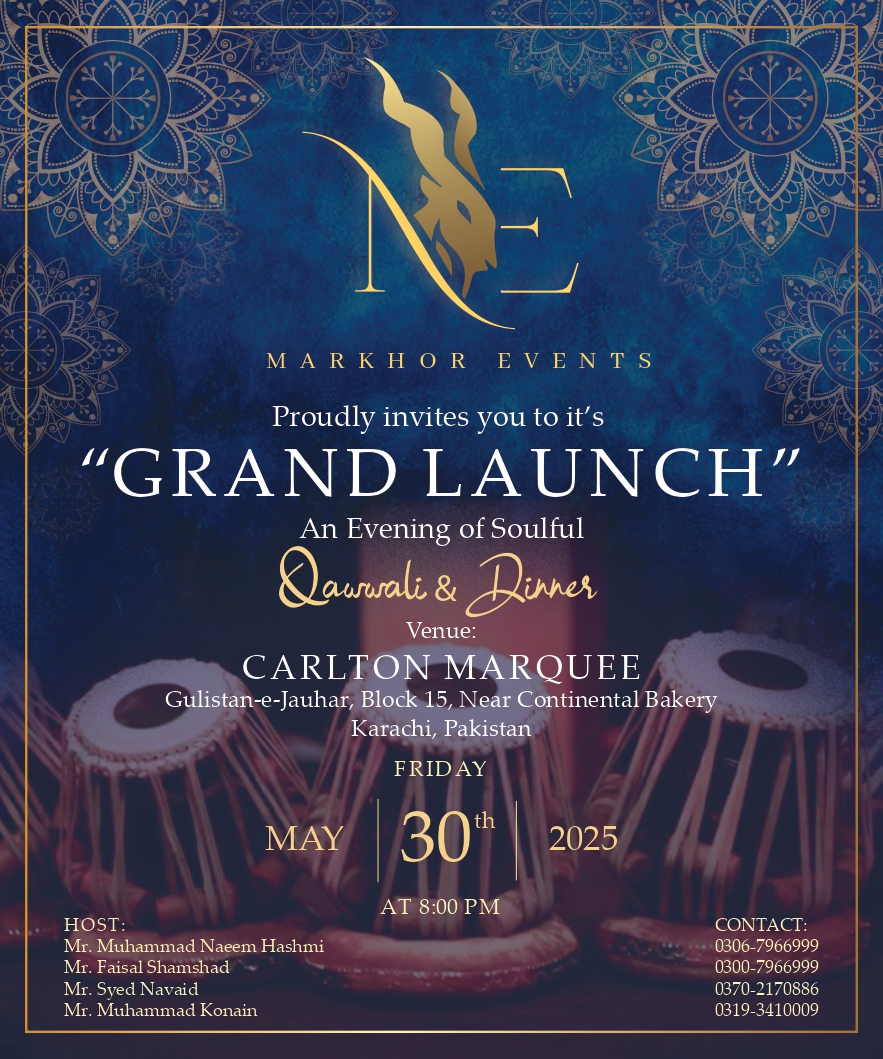 NE
MARKHOR EVENTS
Proudly invites you to it’s
“GRAND LAUNCH”
An Evening of Soulful
Qawwali & Dinner
Venue:
CARLTON MARQUEE
Gulistan-e-Jauhar, Block 15, Near Continental Bakery
Karachi, Pakistan
FRIDAY
MAY 30th 2025
AT 8:00 PM
HOST:
Mr. Muhammad Naeem Hashmi
Mr. Faisal Shamshad
Mr. Syed Navaid
Mr. Muhammad Konain
CONTACT:
0306-7966999
0300-7966999
0370-2170886
0319-3410009